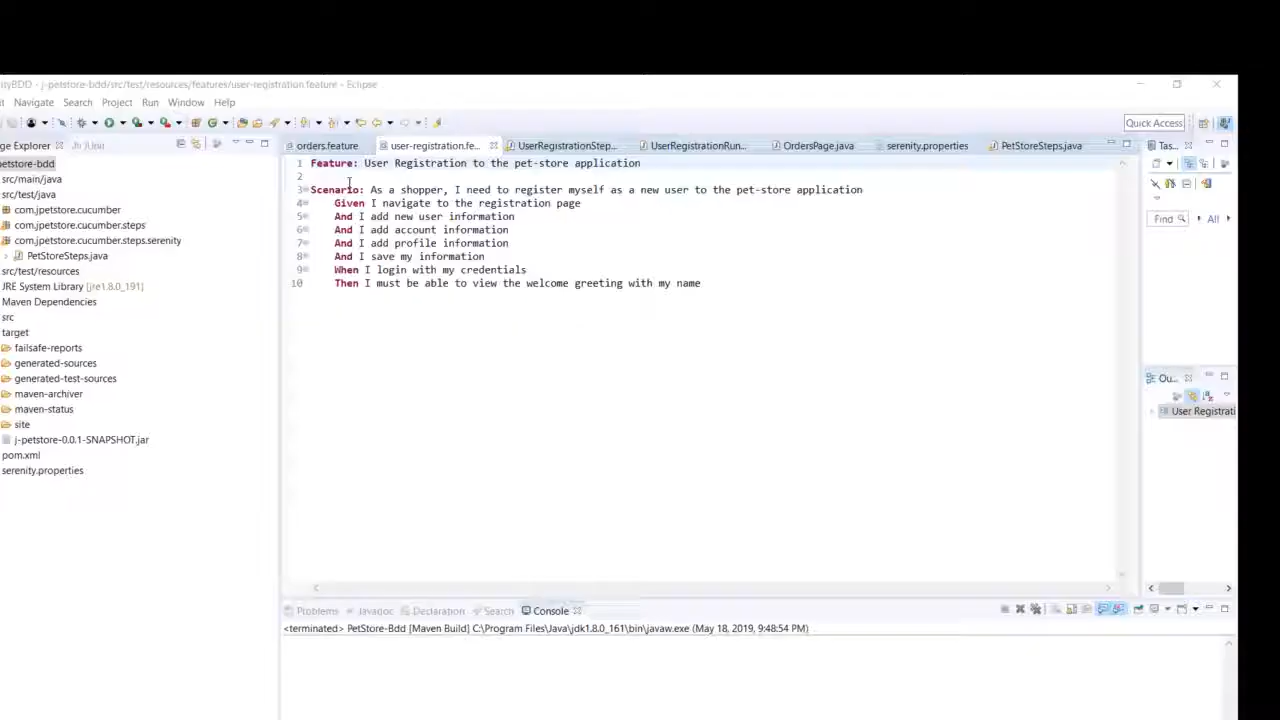 ityBDD - j-petstore-bdd/src/test/resources/features/user-registration.feature - Eclipse
it Navigate Search Project Run Window Help
Quick Access
ge Explorer JUnit
orders.feature user-registration.fe... UserRegistrationStep... UserRegistrationRun... OrdersPage.java serenity.properties PetStoreSteps.java Tas...
etstore-bdd
src/main/java
src/test/java
com.jpetstore.cucumber
com.jpetstore.cucumber.steps
com.jpetstore.cucumber.steps.serenity
PetStoreSteps.java
src/test/resources
JRE System Library [jre1.8.0_191]
Maven Dependencies
src
target
failsafe-reports
generated-sources
generated-test-sources
maven-archiver
maven-status
site
j-petstore-0.0.1-SNAPSHOT.jar
pom.xml
serenity.properties
1 Feature: User Registration to the pet-store application
2
3 Scenario: As a shopper, I need to register myself as a new user to the pet-store application
4 Given I navigate to the registration page
5 And I add new user information
6 And I add account information
7 And I add profile information
8 And I save my information
9 When I login with my credentials
10 Then I must be able to view the welcome greeting with my name
Find All
Ou...
User Registrati
Problems Javadoc Declaration Search Console
<terminated> PetStore-Bdd [Maven Build] C:\Program Files\Java\jdk1.8.0_161\bin\javaw.exe (May 18, 2019, 9:48:54 PM)